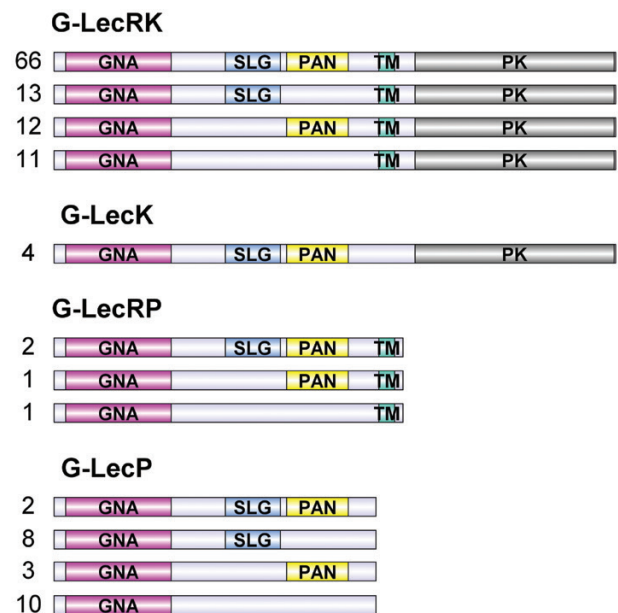 G-LecRK
66 GNA SLG PAN TM PK
13 GNA SLG TM PK
12 GNA PAN TM PK
11 GNA TM PK
G-LecK
4 GNA SLG PAN PK
G-LecRP
2 GNA SLG PAN TM
1 GNA PAN TM
1 GNA TM
G-LecP
2 GNA SLG PAN
8 GNA SLG
3 GNA PAN
10 GNA